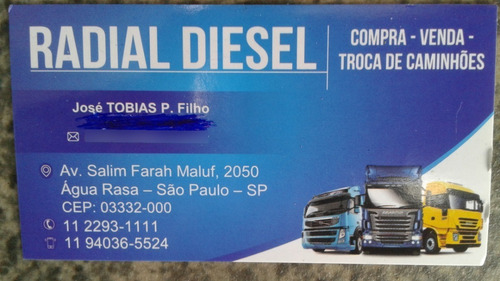 RADIAL DIESEL
COMPRA - VENDA -
TROCA DE CAMINHÕES
José TOBIAS P. Filho
Av. Salim Farah Maluf, 2050
Água Rasa – São Paulo – SP
CEP: 03332-000
11 2293-1111
11 94036-5524